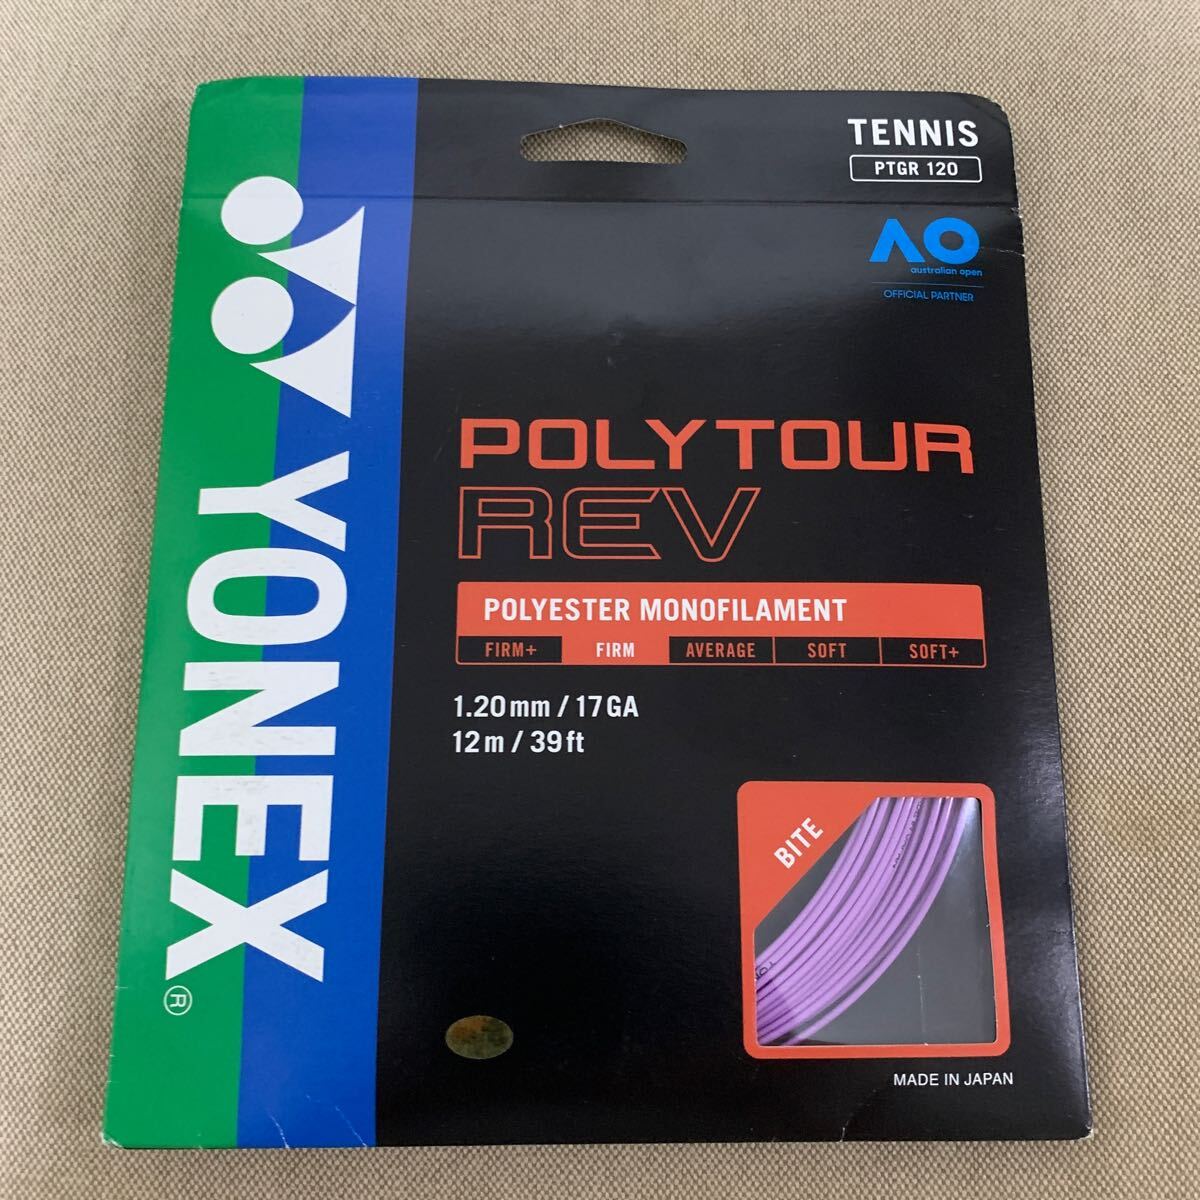 TENNIS
PTGR 120
AO
australian open
OFFICIAL PARTNER
YONEX®
POLYTOUR
REV
POLYESTER MONOFILAMENT
FIRM+ FIRM AVERAGE SOFT SOFT+
1.20mm / 17GA
12m / 39ft
BITE
MADE IN JAPAN